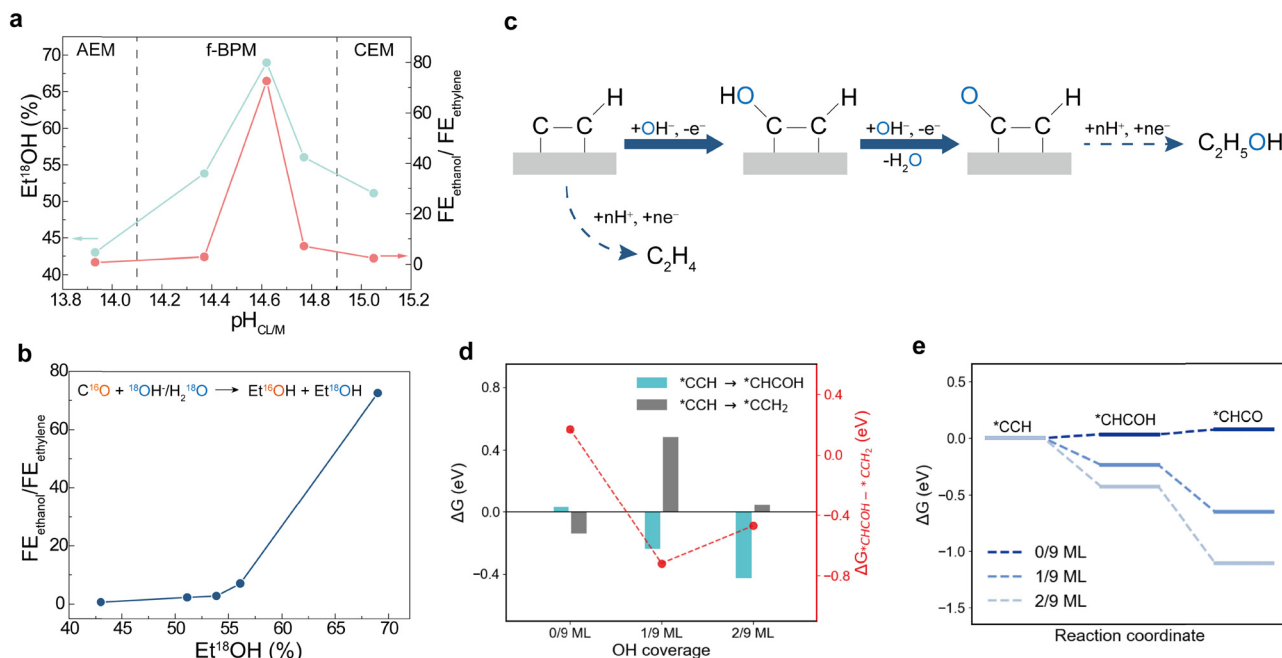 a
AEM f-BPM CEM
Et¹⁸OH (%)
70
65
60
55
50
45
40
80
60
40
20
0
FE_ethanol / FE_ethylene
13.8 14.0 14.2 14.4 14.6 14.8 15.0 15.2
pH_CL/M
b
C¹⁶O + ¹⁸OH⁻/H₂¹⁸O → Et¹⁶OH + Et¹⁸OH
FE_ethanol/FE_ethylene
80
60
40
20
0
40 45 50 55 60 65 70
Et¹⁸OH (%)
c
H HO H O H
C – C +OH⁻, -e⁻ C – C +OH⁻, -e⁻ C – C +nH⁺, +ne⁻ C₂H₅OH
-H₂O
+nH⁺, +ne⁻
C₂H₄
d
*CCH → *CHCOH
*CCH → *CCH₂
ΔG (eV)
0.8
0.4
0.0
−0.4
0.4
0.0
−0.4
−0.8
ΔG*CHCOH − *CCH₂ (eV)
0/9 ML 1/9 ML 2/9 ML
OH coverage
e
*CCH *CHCOH *CHCO
ΔG (eV)
0.5
0.0
−0.5
−1.0
−1.5
0/9 ML
1/9 ML
2/9 ML
Reaction coordinate